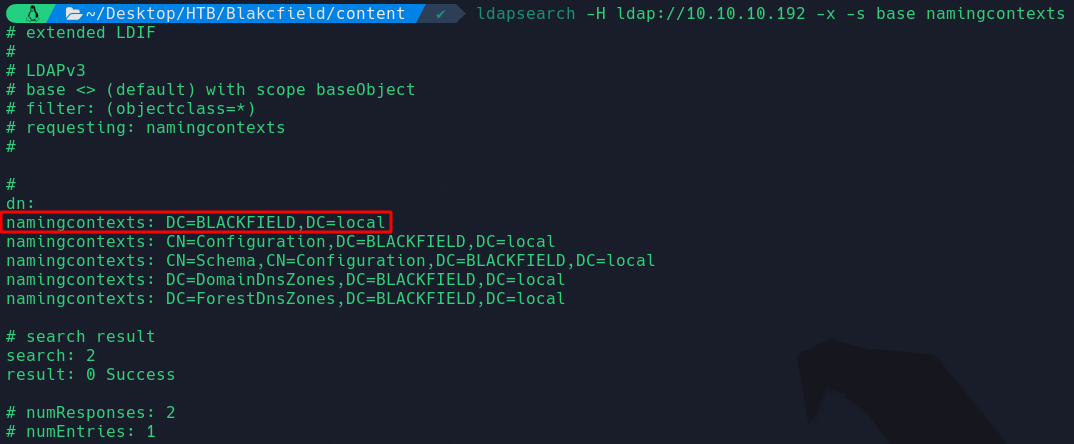 ~/Desktop/HTB/Blakcfield/content ✔ ldapsearch -H ldap://10.10.10.192 -x -s base namingcontexts
# extended LDIF
#
# LDAPv3
# base <> (default) with scope baseObject
# filter: (objectclass=*)
# requesting: namingcontexts
#
#
dn:
namingcontexts: DC=BLACKFIELD,DC=local
namingcontexts: CN=Configuration,DC=BLACKFIELD,DC=local
namingcontexts: CN=Schema,CN=Configuration,DC=BLACKFIELD,DC=local
namingcontexts: DC=DomainDnsZones,DC=BLACKFIELD,DC=local
namingcontexts: DC=ForestDnsZones,DC=BLACKFIELD,DC=local
# search result
search: 2
result: 0 Success
# numResponses: 2
# numEntries: 1